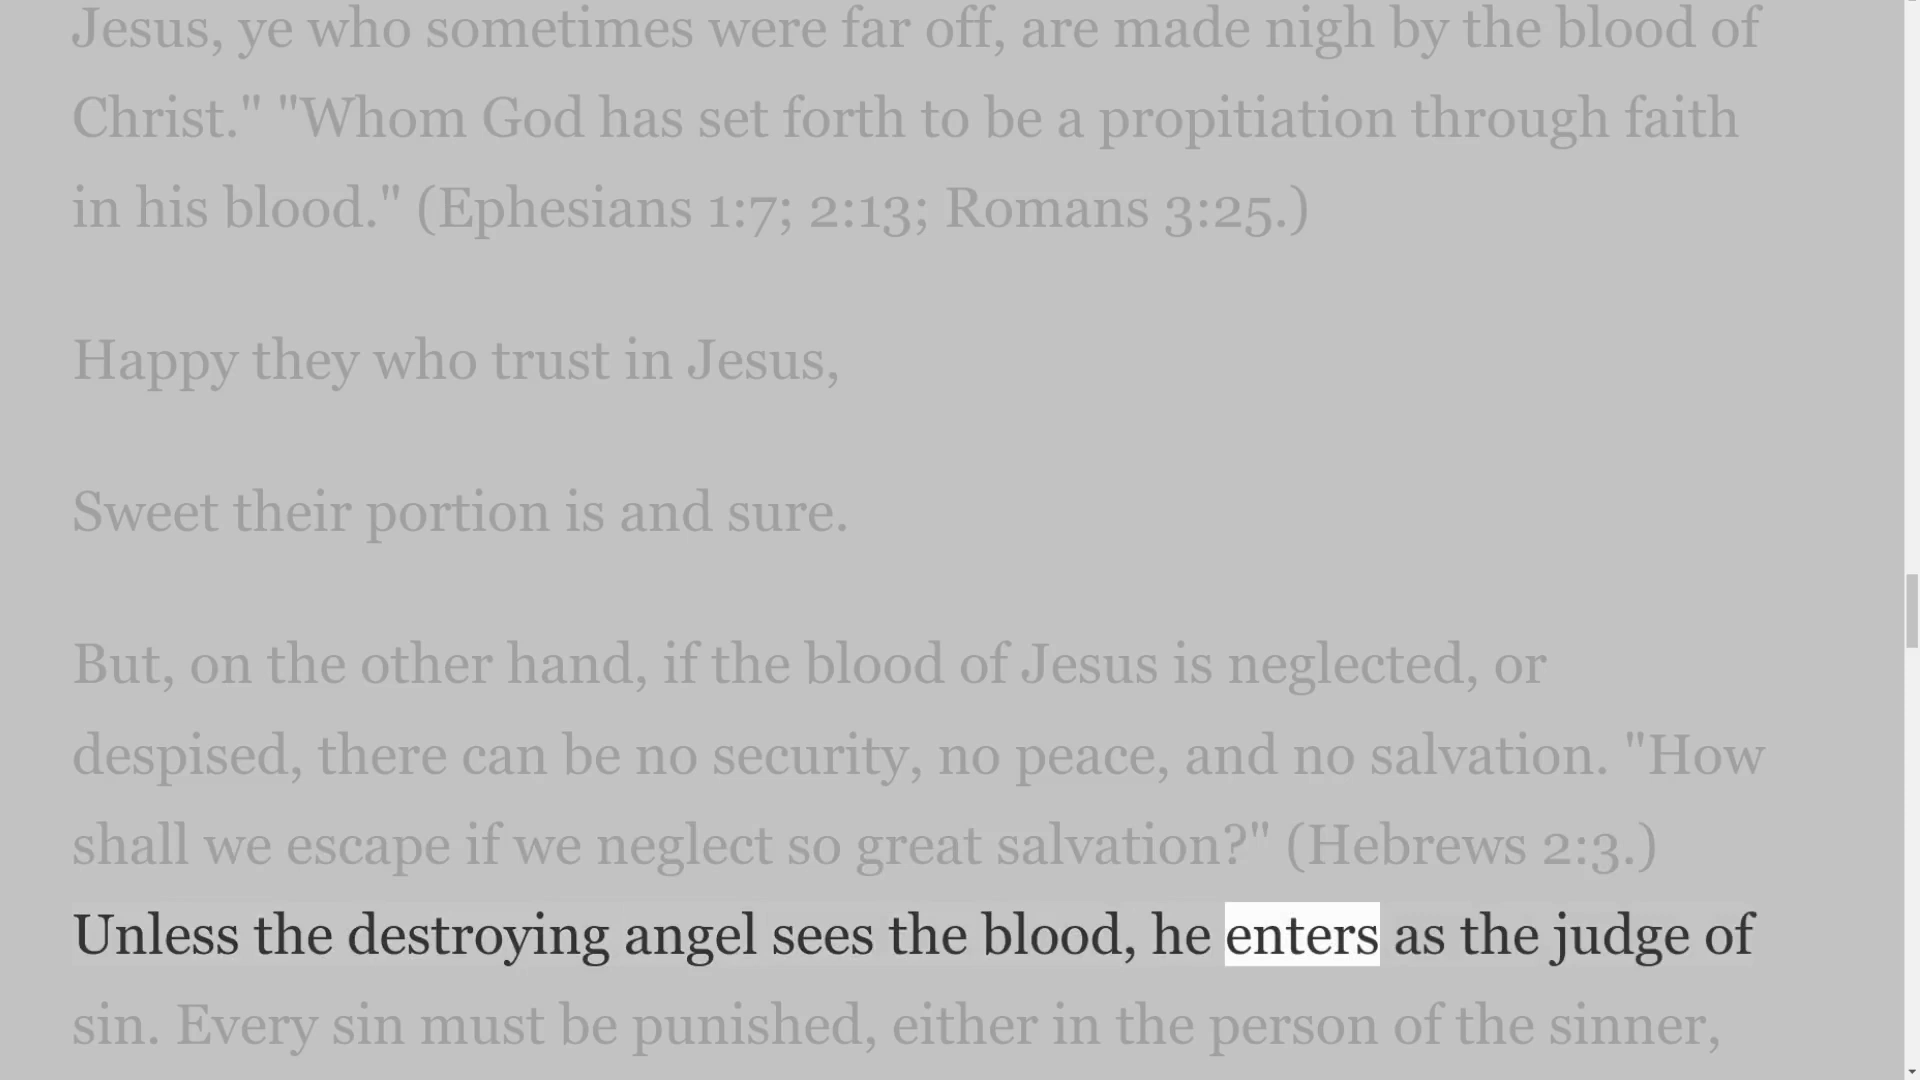 Jesus, ye who sometimes were far off, are made nigh by the blood of
Christ." "Whom God has set forth to be a propitiation through faith
in his blood." (Ephesians 1:7; 2:13; Romans 3:25.)
Happy they who trust in Jesus,
Sweet their portion is and sure.
But, on the other hand, if the blood of Jesus is neglected, or
despised, there can be no security, no peace, and no salvation. "How
shall we escape if we neglect so great salvation?" (Hebrews 2:3.)
Unless the destroying angel sees the blood, he enters as the judge of
sin. Every sin must be punished, either in the person of the sinner,